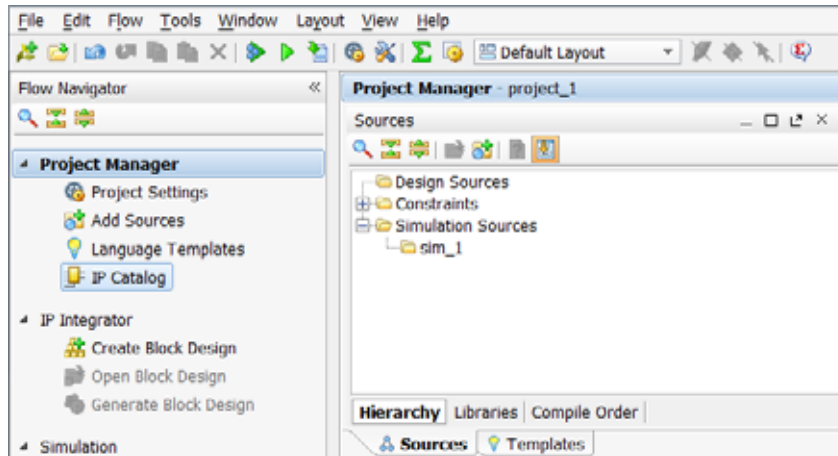 File Edit Flow Tools Window Layout View Help
Default Layout
Flow Navigator
Project Manager
Project Settings
Add Sources
Language Templates
IP Catalog
IP Integrator
Create Block Design
Open Block Design
Generate Block Design
Simulation
Project Manager - project_1
Sources
Design Sources
Constraints
Simulation Sources
sim_1
Hierarchy Libraries Compile Order
Sources Templates